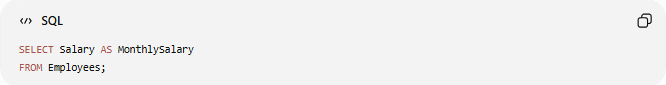 SQL
SELECT Salary AS MonthlySalary
FROM Employees;